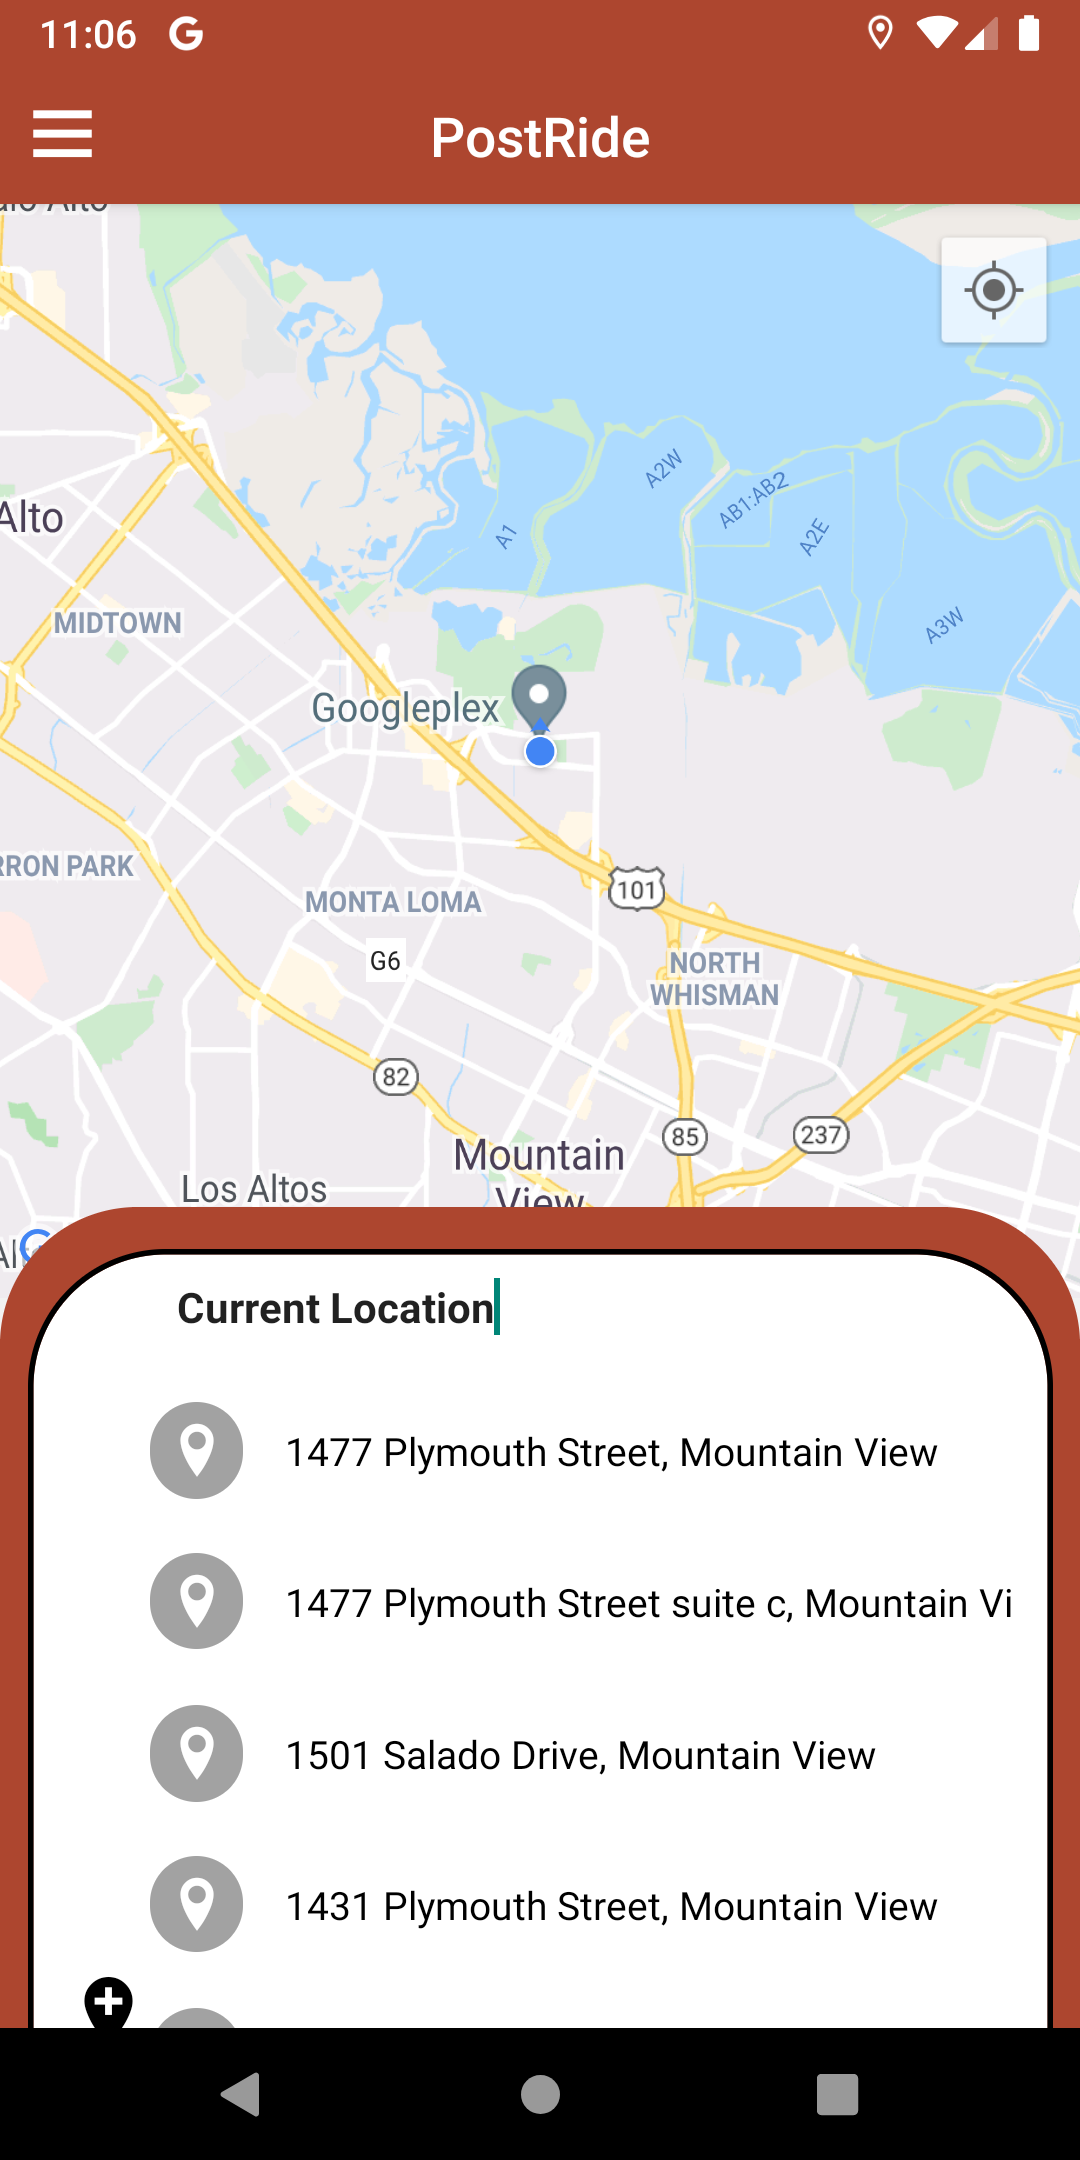 11:06
PostRide
Alto
A2W
AB1:AB2
A1
A2E
MIDTOWN
A3W
Googleplex
RRON PARK
101
MONTA LOMA
G6
NORTH
WHISMAN
82
85
237
Mountain
View
Los Altos
Current Location
1477 Plymouth Street, Mountain View
1477 Plymouth Street suite c, Mountain Vi
1501 Salado Drive, Mountain View
1431 Plymouth Street, Mountain View